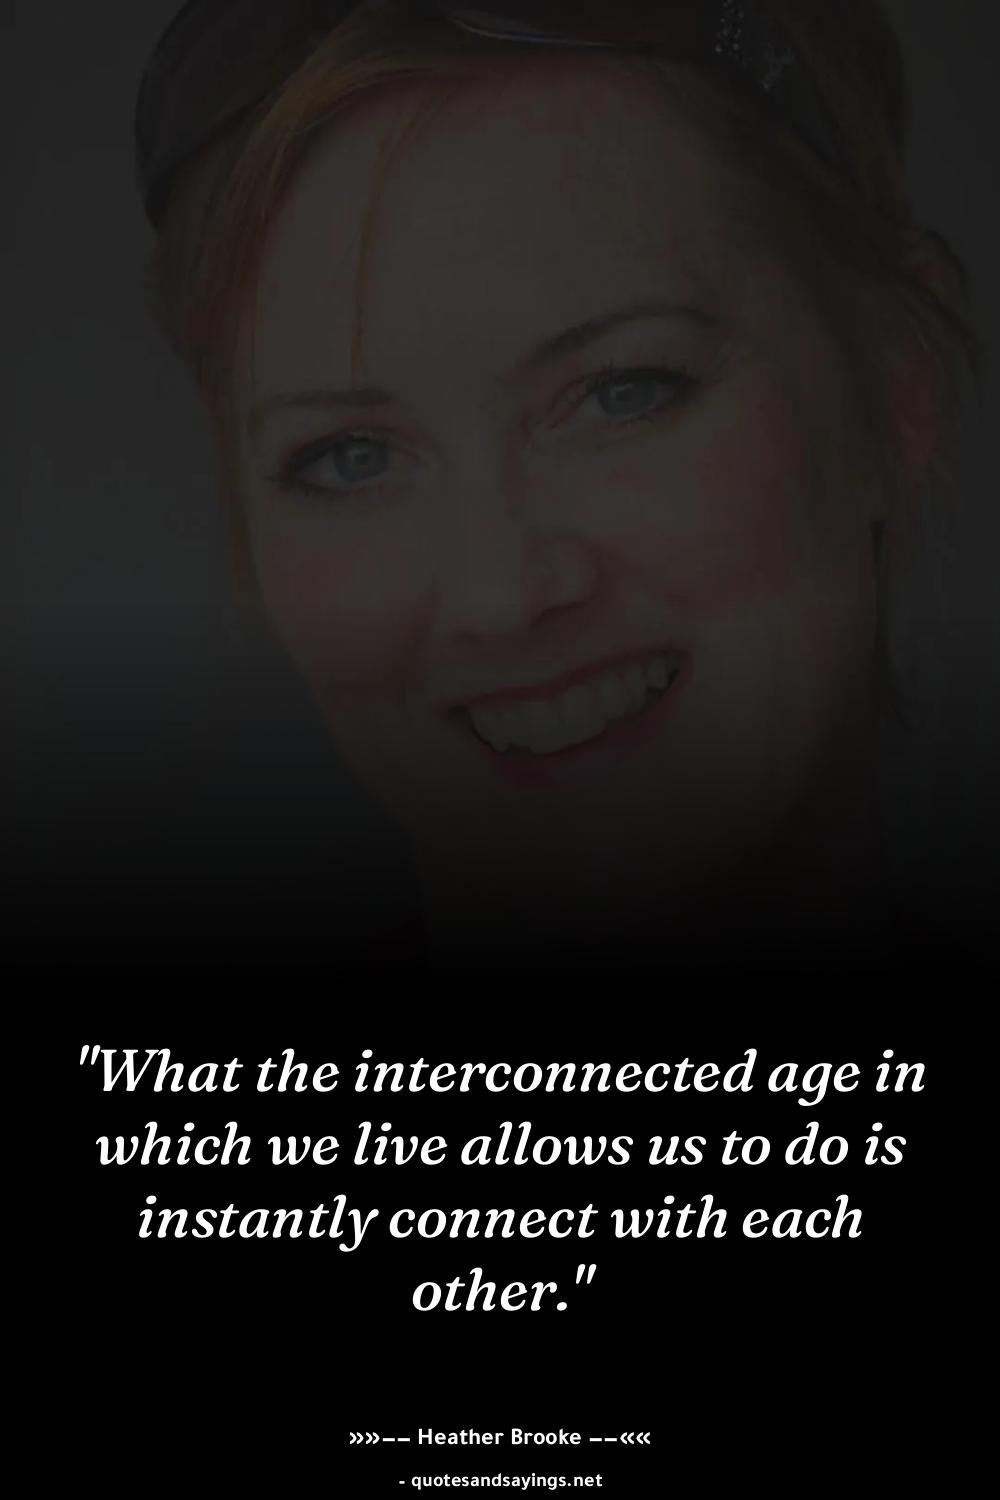 "What the interconnected age in
which we live allows us to do is
instantly connect with each
other."
»»−− Heather Brooke −−««
- quotesandsayings.net